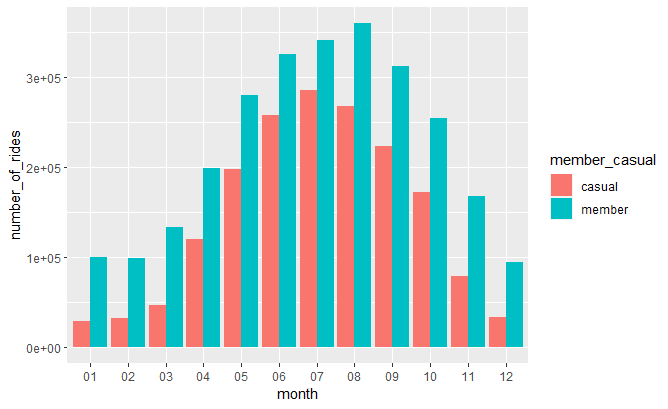 number_of_rides
3e+05
2e+05
1e+05
0e+00
01 02 03 04 05 06 07 08 09 10 11 12
month
member_casual
casual
member